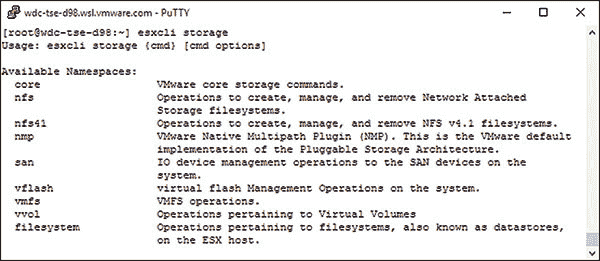 wdc-tse-d98.wsl.vmware.com - PuTTY
[root@wdc-tse-d98:~] esxcli storage
Usage: esxcli storage {cmd} [cmd options]
Available Namespaces:
core VMware core storage commands.
nfs Operations to create, manage, and remove Network Attached
Storage filesystems.
nfs41 Operations to create, manage, and remove NFS v4.1 filesystems.
nmp VMware Native Multipath Plugin (NMP). This is the VMware default
implementation of the Pluggable Storage Architecture.
san IO device management operations to the SAN devices on the
system.
vflash virtual flash Management Operations on the system.
vmfs VMFS operations.
vvol Operations pertaining to Virtual Volumes
filesystem Operations pertaining to filesystems, also known as datastores,
on the ESX host.